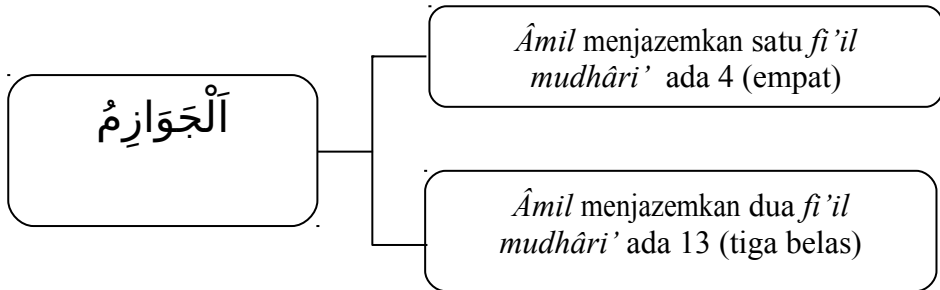 اَلْجَوَازِمُ
Âmil menjazemkan satu fi’il
mudhâri’ ada 4 (empat)
Âmil menjazemkan dua fi’il
mudhâri’ ada 13 (tiga belas)